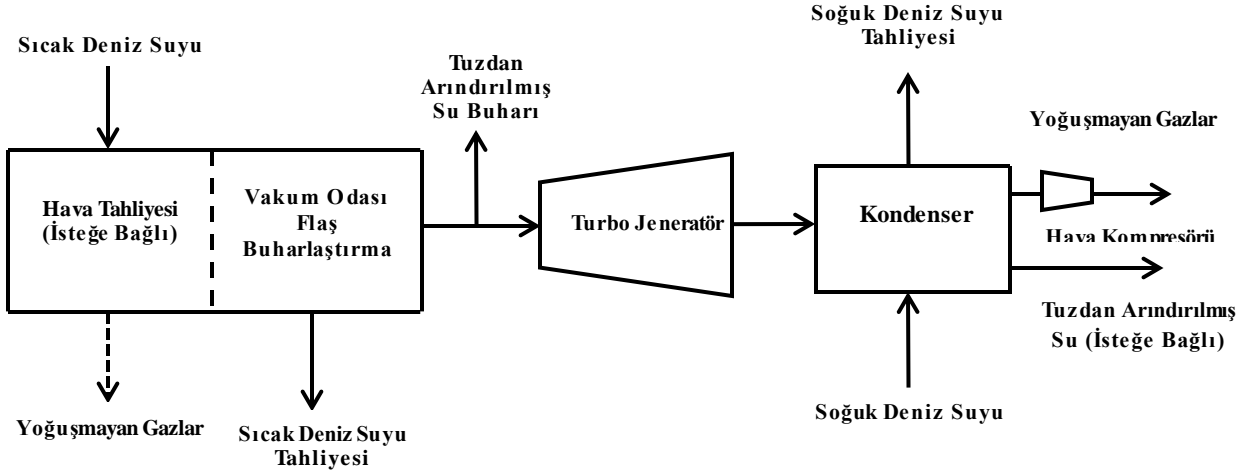 Sıcak Deniz Suyu
Tuzdan
Arındırılmış
Su Buharı
Soğuk Deniz Suyu
Tahliyesi
Yoğuşmayan Gazlar
Hava Tahliyesi
(İsteğe Bağlı)
Vakum Odası
Flaş
Buharlaştırma
Turbo Jeneratör
Kondenser
Hava Kompresörü
Tuzdan Arındırılmış
Su (İsteğe Bağlı)
Yoğuşmayan Gazlar
Sıcak Deniz Suyu
Tahliyesi
Soğuk Deniz Suyu